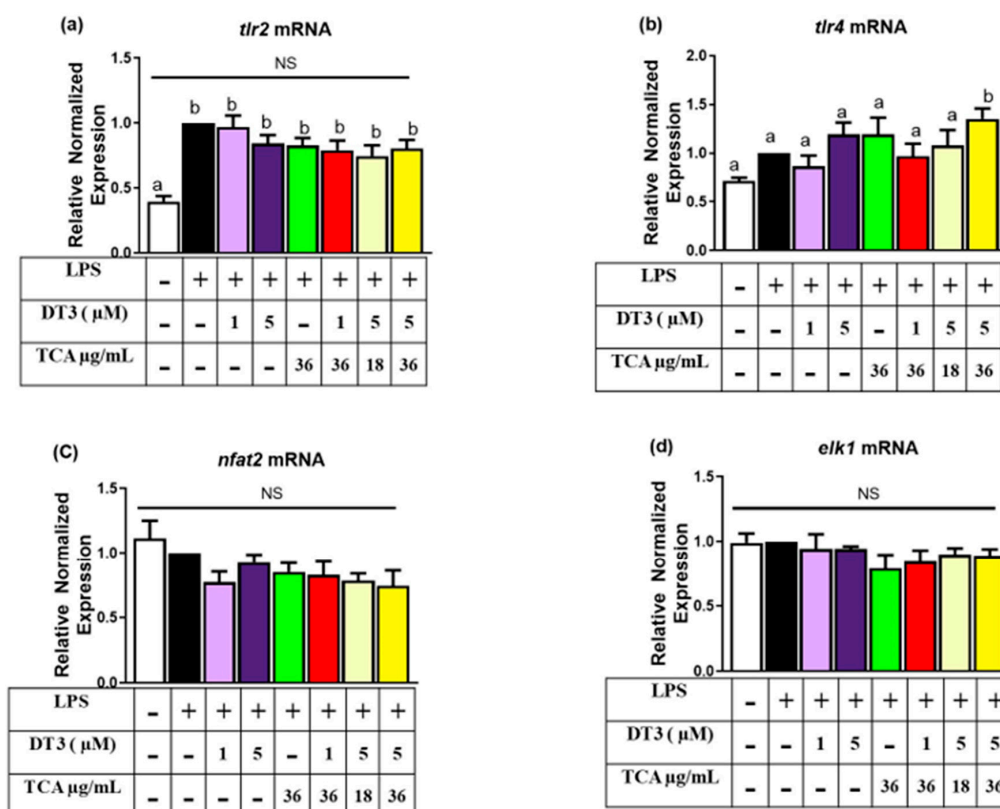 (a)
tlr2 mRNA
NS
Relative Normalized
Expression
1.5
1.0
0.5
0.0
a b b b b b b b
LPS - + + + + + + +
DT3 ( µM) - - 1 5 - 1 5 5
TCA µg/mL - - - - 36 36 18 36
(b)
tlr4 mRNA
Relative Normalized
Expression
2.0
1.5
1.0
0.5
0.0
a a a a a a a b
LPS - + + + + + + +
DT3 ( µM) - - 1 5 - 1 5 5
TCA µg/mL - - - - 36 36 18 36
(C)
nfat2 mRNA
NS
Relative Normalized
Expression
1.5
1.0
0.5
0.0
LPS - + + + + + + +
DT3 ( µM) - - 1 5 - 1 5 5
TCA µg/mL - - - - 36 36 18 36
(d)
elk1 mRNA
NS
Relative Normalized
Expression
1.5
1.0
0.5
0.0
LPS - + + + + + + +
DT3 ( µM) - - 1 5 - 1 5 5
TCA µg/mL - - - - 36 36 18 36